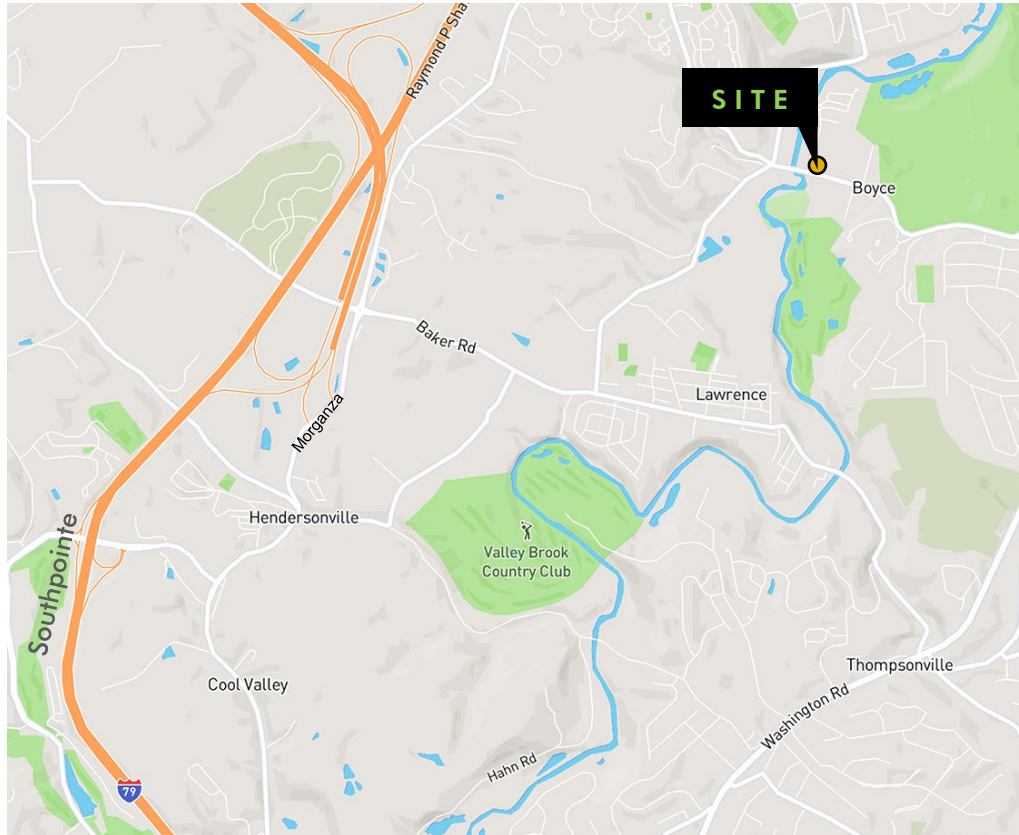 Raymond P Sha
SITE
Boyce
Baker Rd
Lawrence
Morganza
Hendersonville
Southpointe
Valley Brook
Country Club
Thompsonville
Cool Valley
Washington Rd
Hahn Rd
79